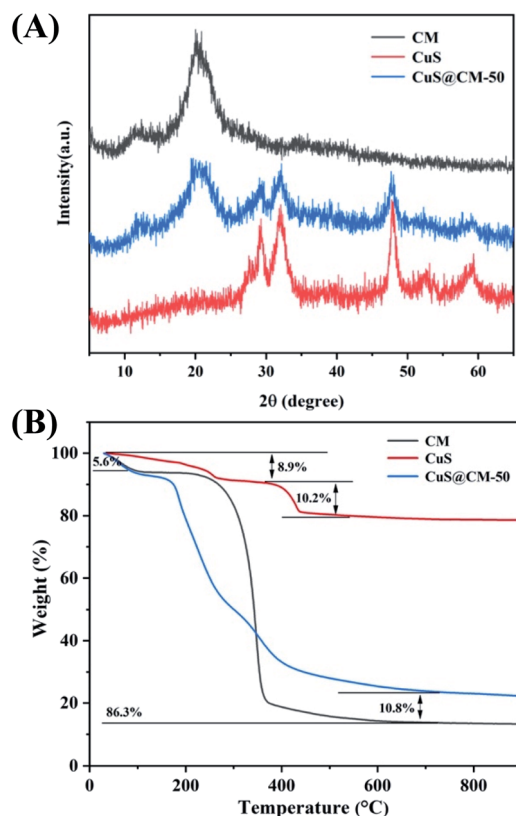 (A)
CM
CuS
CuS@CM-50
Intensity(a.u.)
10 20 30 40 50 60
2θ (degree)
(B)
CM
CuS
CuS@CM-50
100
80
60
40
20
0
5.6%
8.9%
10.2%
86.3%
10.8%
Weight (%)
0 200 400 600 800
Temperature (°C)